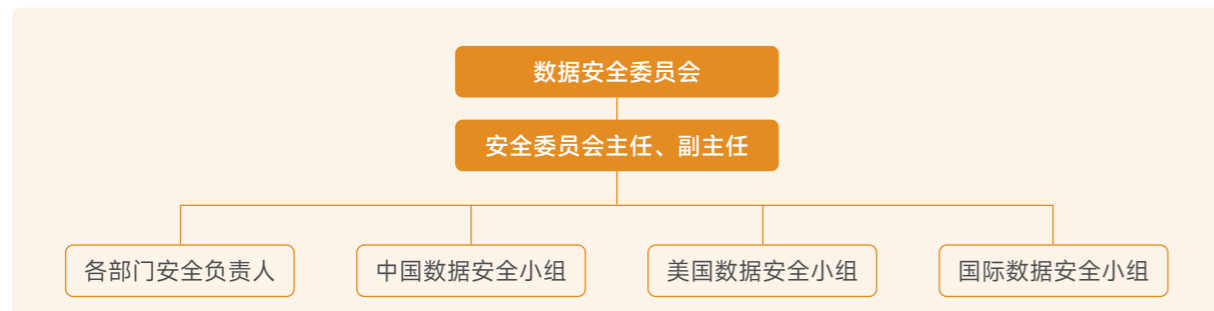 数据安全委员会
安全委员会主任、副主任
各部门安全负责人
中国数据安全小组
美国数据安全小组
国际数据安全小组